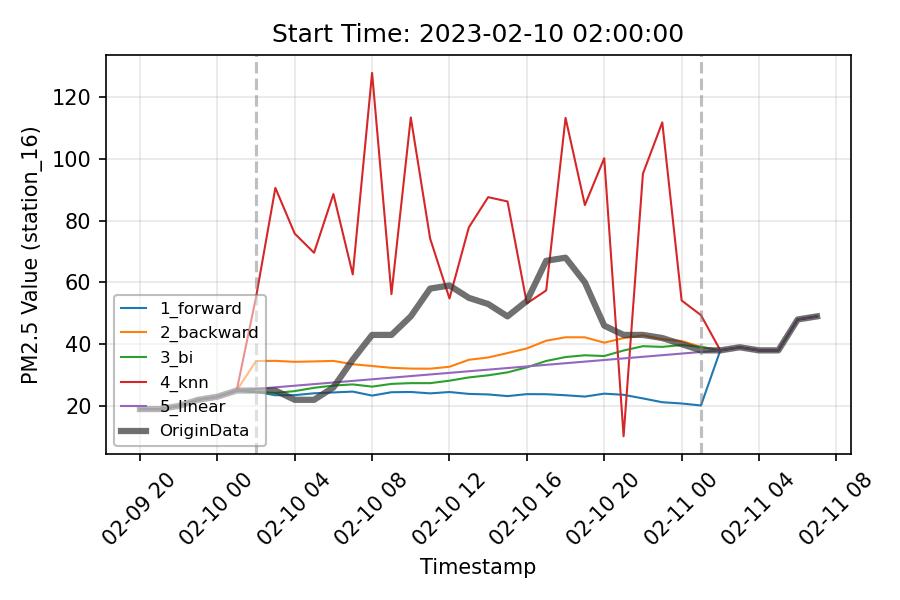 Start Time: 2023-02-10 02:00:00
PM2.5 Value (station_16)
120
100
80
60
40
20
1_forward
2_backward
3_bi
4_knn
5_linear
OriginData
02-09 20
02-10 00
02-10 04
02-10 08
02-10 12
02-10 16
02-10 20
02-11 00
02-11 04
02-11 08
Timestamp